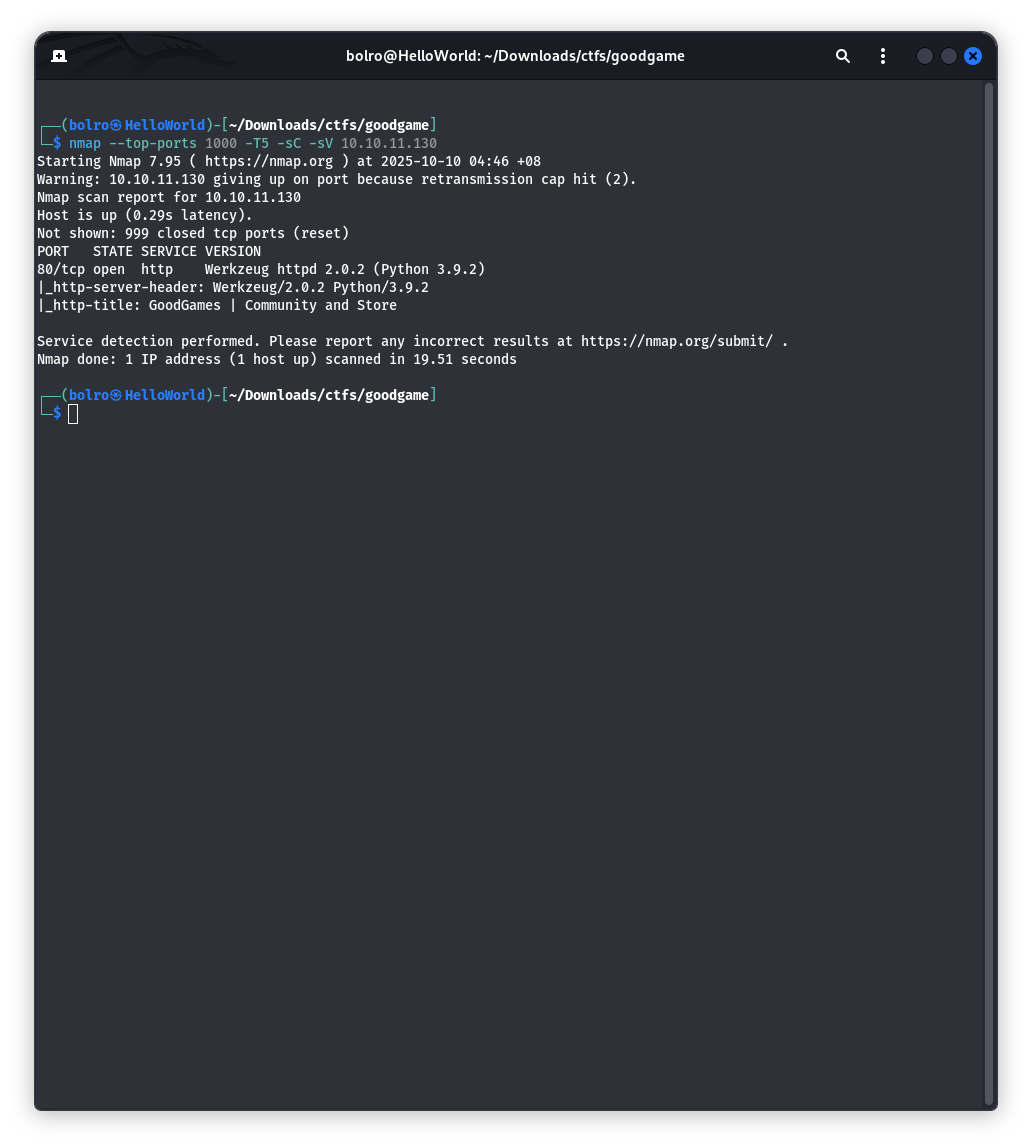 bolro@HelloWorld: ~/Downloads/ctfs/goodgame
┌──(bolro㉿HelloWorld)-[~/Downloads/ctfs/goodgame]
└─$ nmap --top-ports 1000 -T5 -sC -sV 10.10.11.130
Starting Nmap 7.95 ( https://nmap.org ) at 2025-10-10 04:46 +08
Warning: 10.10.11.130 giving up on port because retransmission cap hit (2).
Nmap scan report for 10.10.11.130
Host is up (0.29s latency).
Not shown: 999 closed tcp ports (reset)
PORT   STATE SERVICE VERSION
80/tcp open  http    Werkzeug httpd 2.0.2 (Python 3.9.2)
|_http-server-header: Werkzeug/2.0.2 Python/3.9.2
|_http-title: GoodGames | Community and Store
Service detection performed. Please report any incorrect results at https://nmap.org/submit/ .
Nmap done: 1 IP address (1 host up) scanned in 19.51 seconds
┌──(bolro㉿HelloWorld)-[~/Downloads/ctfs/goodgame]
└─$